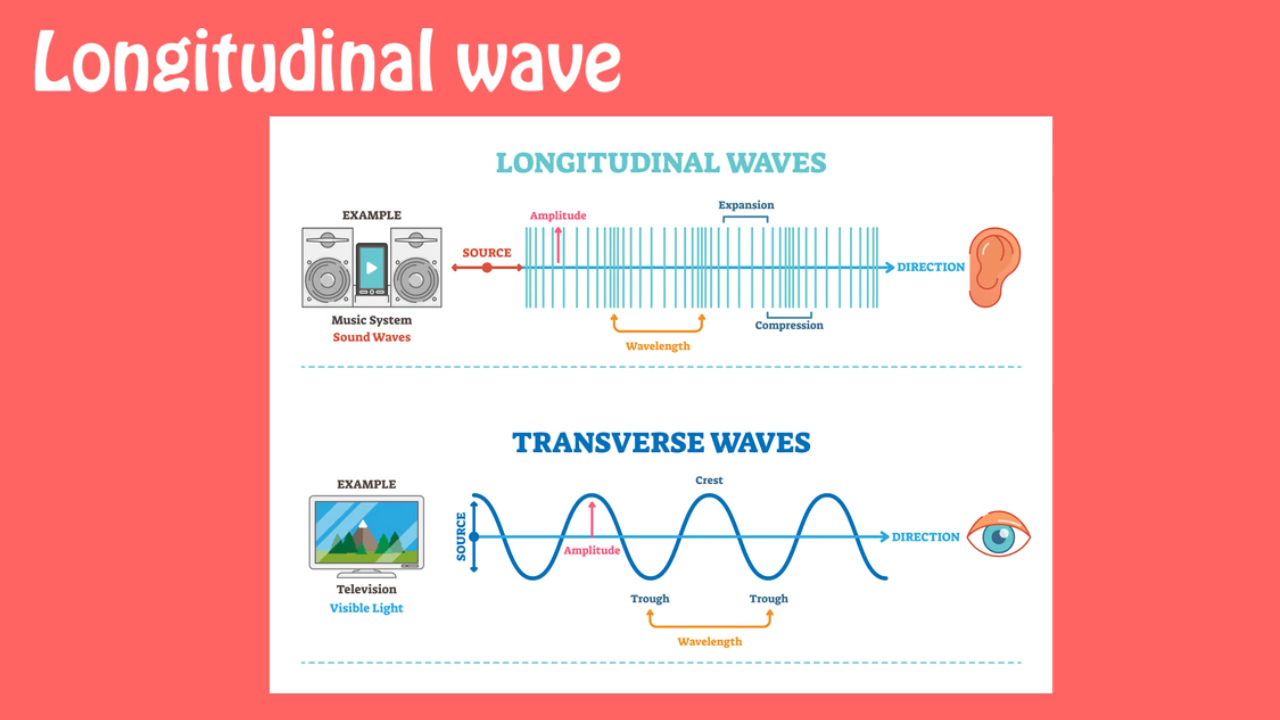 Longitudinal wave
LONGITUDINAL WAVES
EXAMPLE
Amplitude
Expansion
SOURCE
DIRECTION
Music System
Sound Waves
Compression
Wavelength
TRANSVERSE WAVES
EXAMPLE
Crest
SOURCE
DIRECTION
Amplitude
Television
Visible Light
Trough
Trough
Wavelength